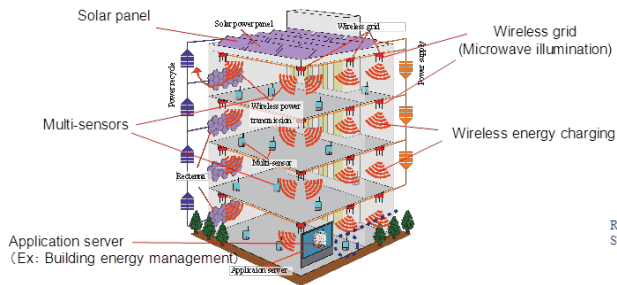 Solar panel
Solar power panel
Wireless grid
Wireless grid
(Microwave illumination)
Power supply
Power recycle
Wireless power
transmission
Multi-sensors
Wireless energy charging
Multi-sensor
Rectenna
Application server
(Ex: Building energy management)
Application server
R
S